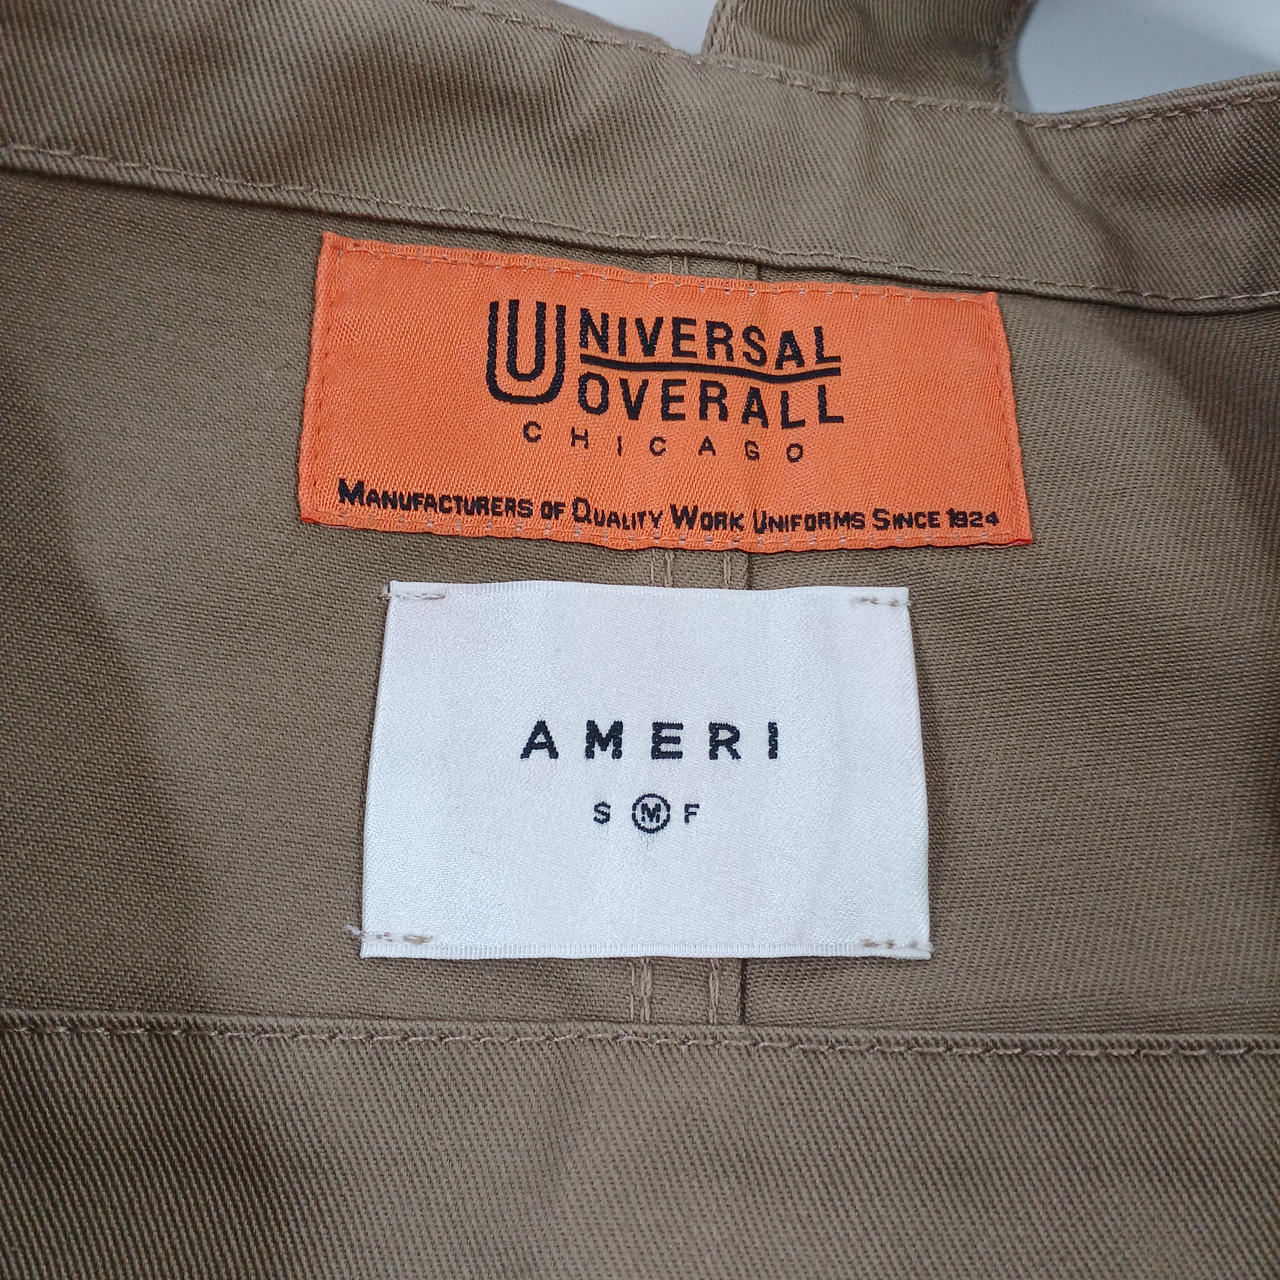 UNIVERSAL
OVERALL
CHICAGO
MANUFACTURERS OF QUALITY WORK UNIFORMS SINCE 1924
AMERI
S M F